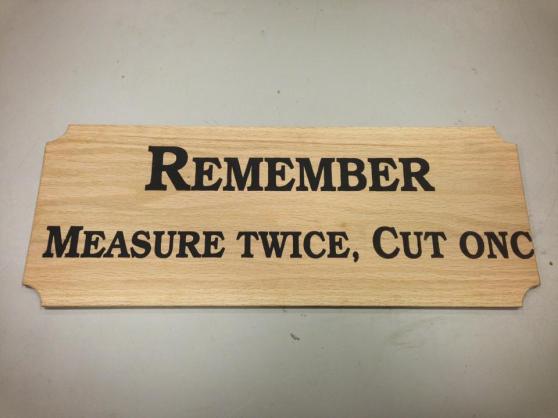 Remember
Measure twice, Cut onc